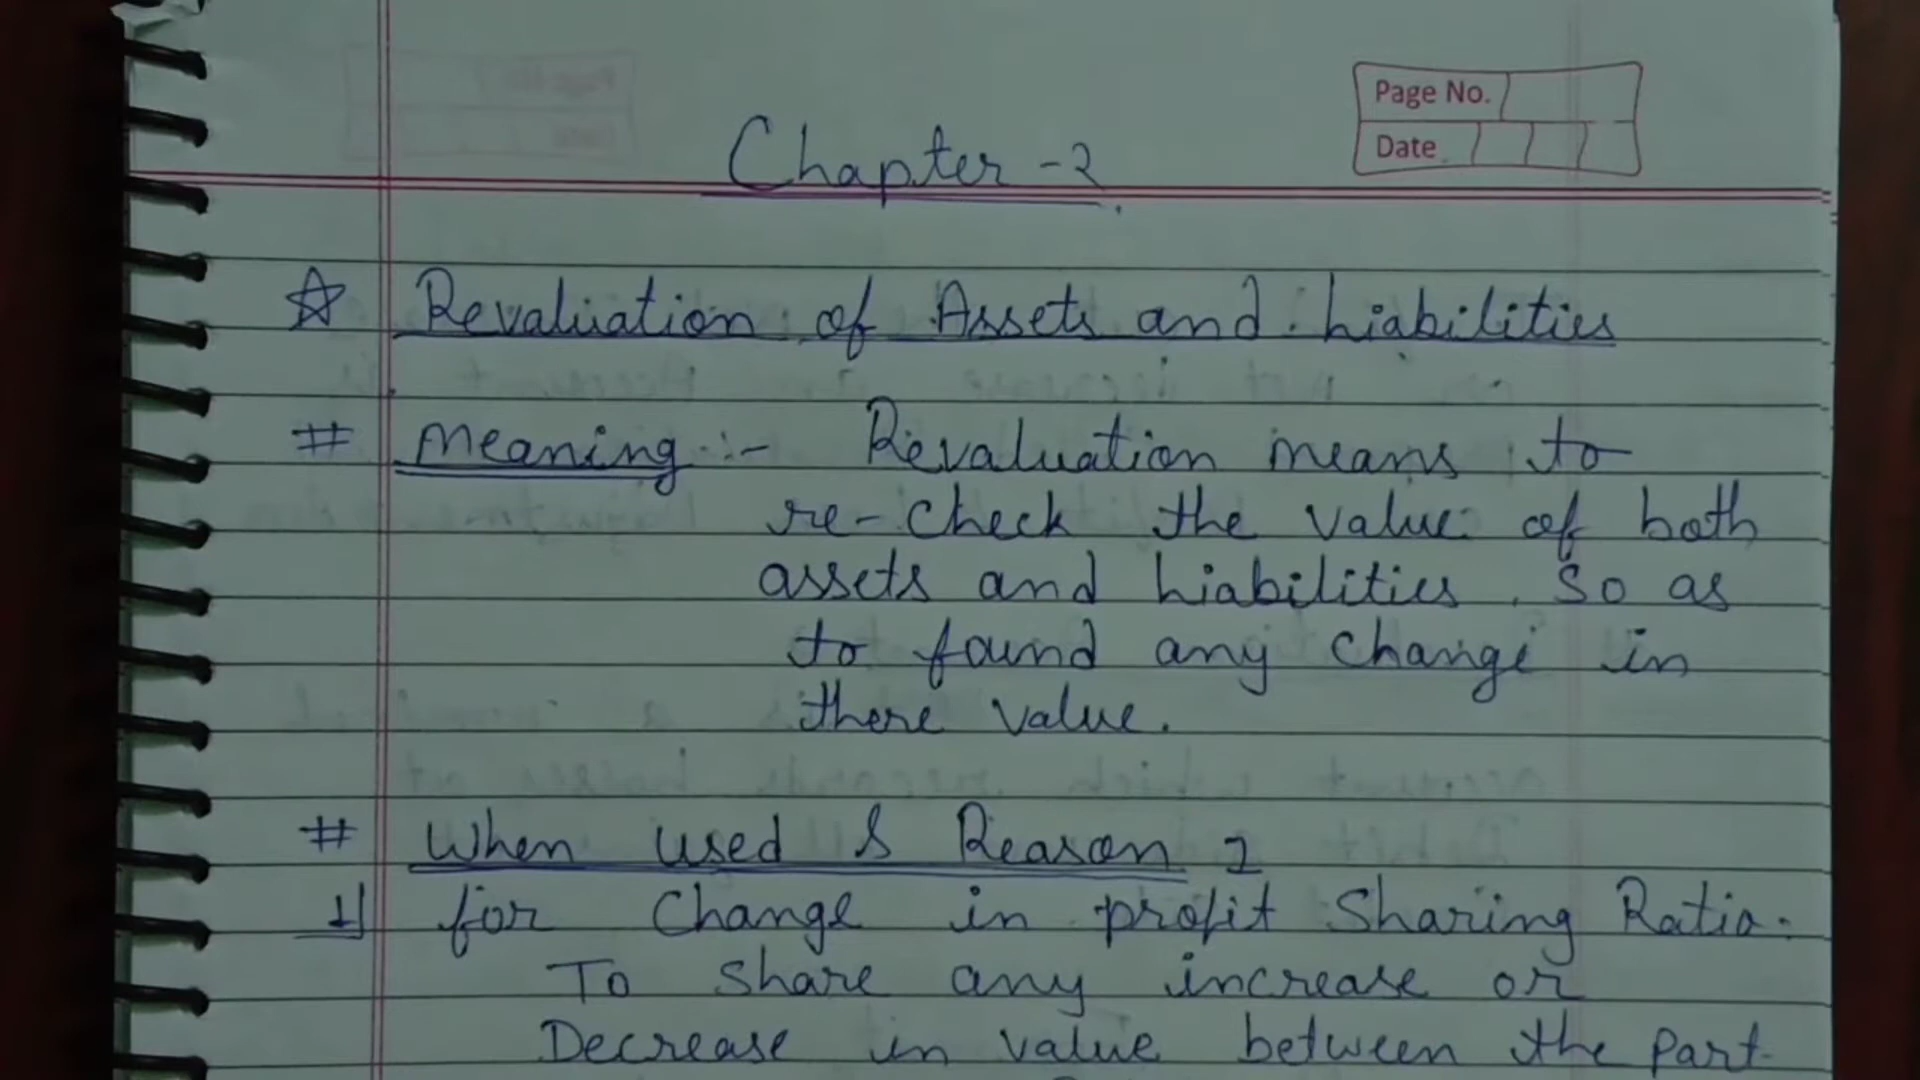 Page No.
Date
Chapter -2
☆ Revaluation of Assets and Liabilities
# Meaning :- Revaluation means to
re-check the value of both
assets and Liabilities. So as
to found any change in
there value.
# When used & Reason
1) for Change in profit Sharing Ratio.
To share any increase or
Decrease in value between the part-